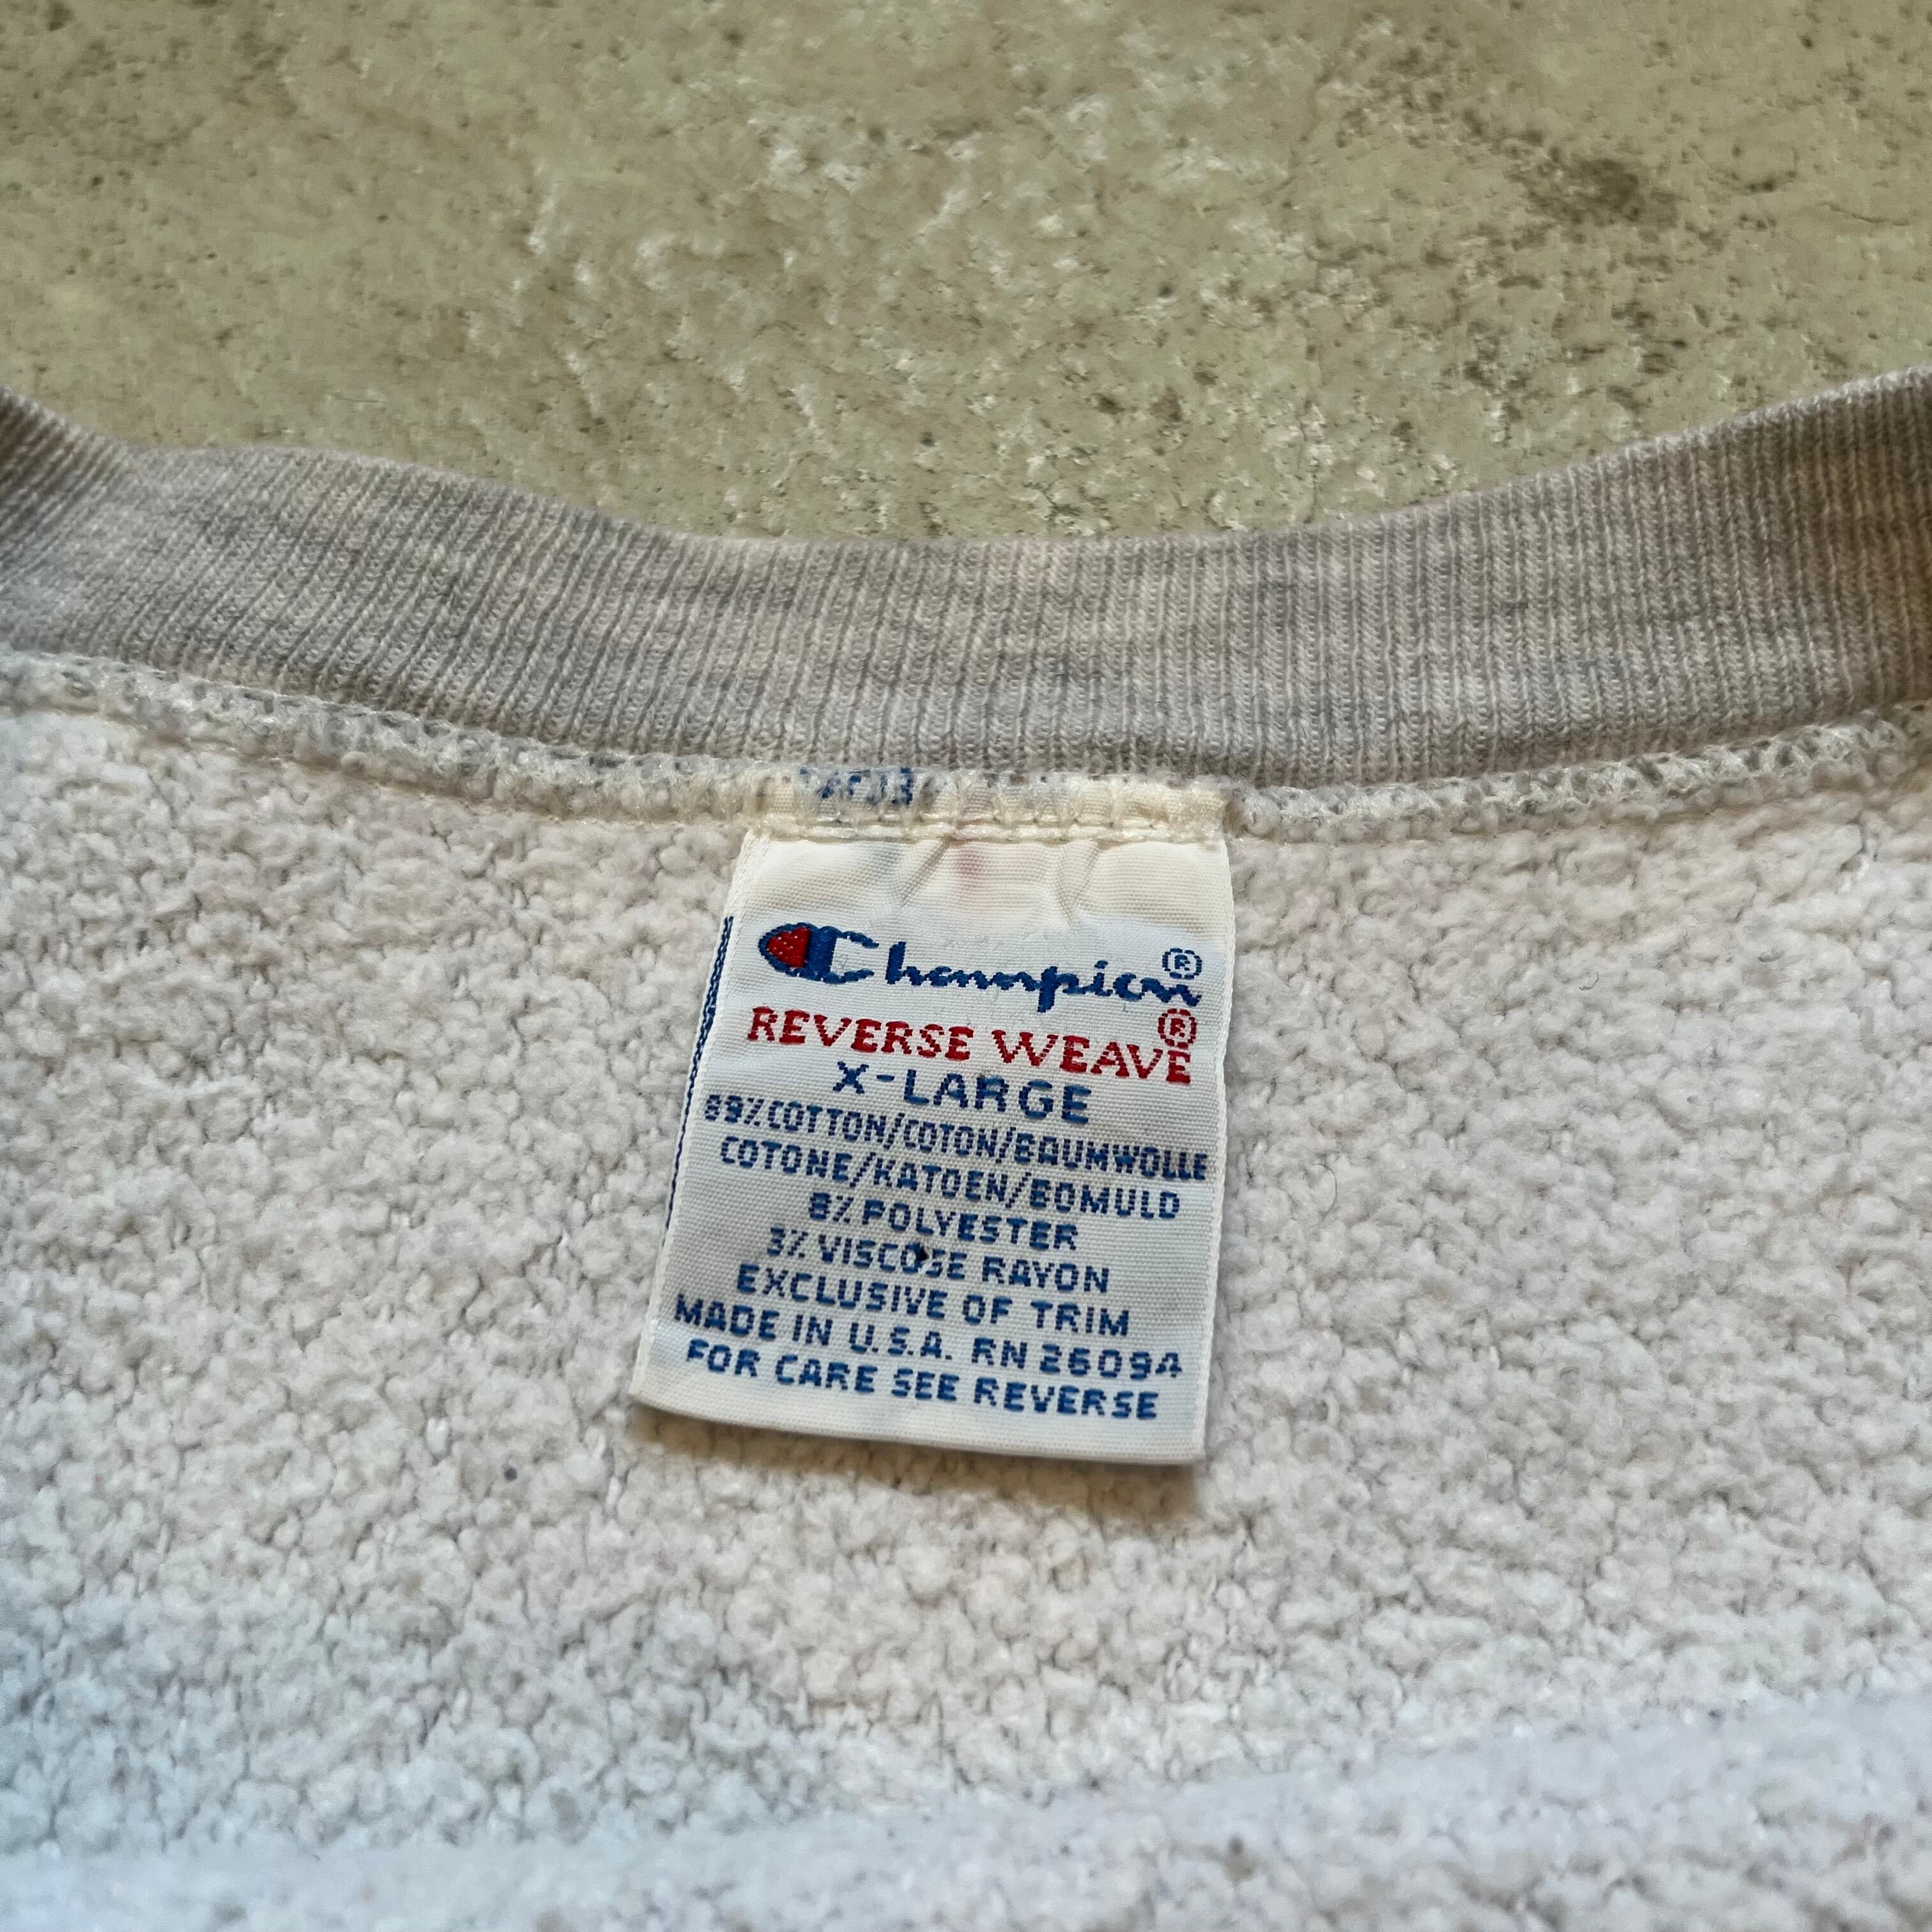 Champion®
REVERSE WEAVE®
X-LARGE
89% COTTON/COTON/BAUMWOLLE
COTONE/KATOEN/BOMULD
8% POLYESTER
3% VISCOSE RAYON
EXCLUSIVE OF TRIM
MADE IN U.S.A. RN 26094
FOR CARE SEE REVERSE